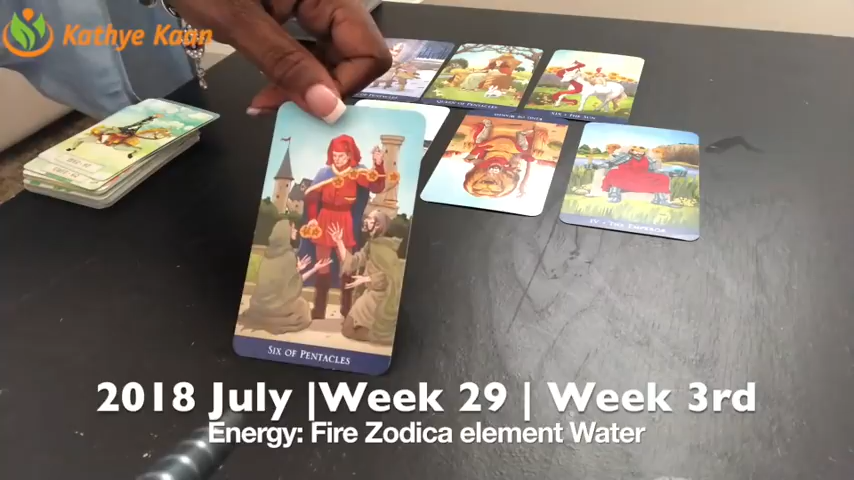 Kathye Kaan
QUEEN OF PENTACLES
XIX • THE SUN
IV • THE EMPEROR
SIX OF PENTACLES
2018 July |Week 29 | Week 3rd
Energy: Fire Zodica element Water